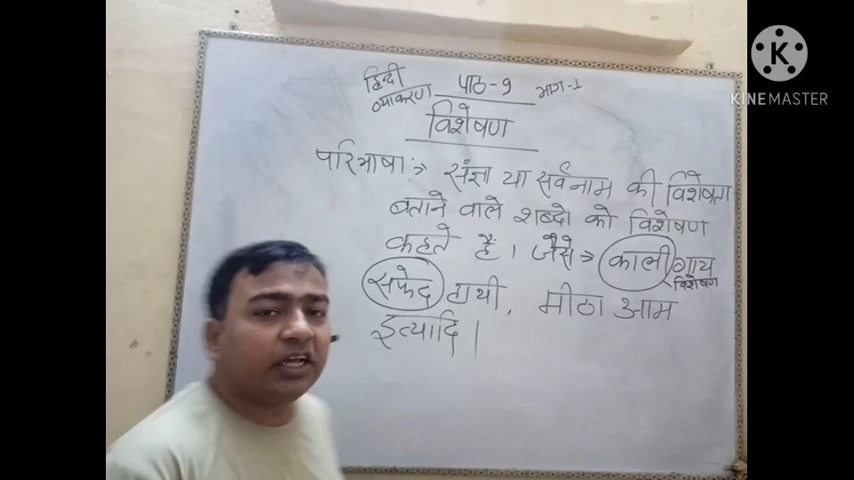 हिन्दी व्याकरण पाठ-9 भाग-1
विशेषण
परिभाषा:→ संज्ञा या सर्वनाम की विशेषता
बताने वाले शब्दो को विशेषण
कहते हैं। जैसे→ काली गाय
विशेषण
सफेद हाथी, मीठा आम
इत्यादि।
KINEMASTER